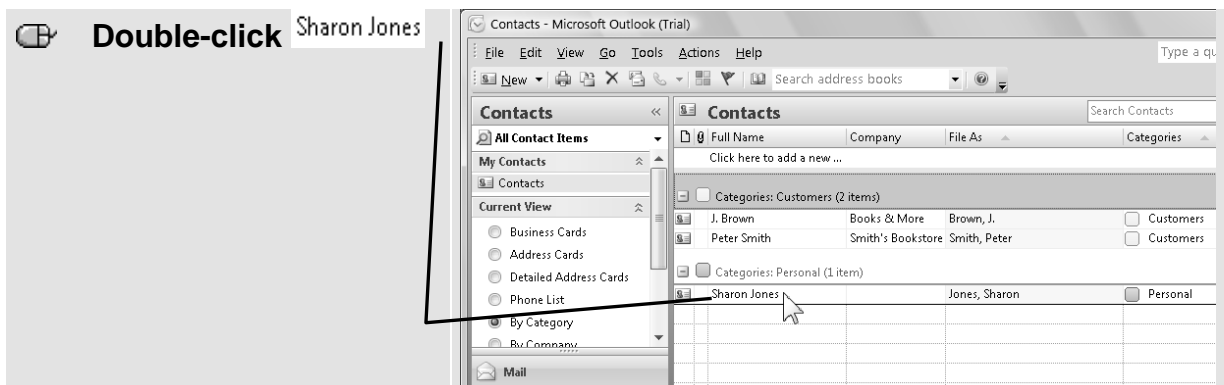 Double-click Sharon Jones
Contacts - Microsoft Outlook (Trial)
File Edit View Go Tools Actions Help
Type a qu
New Search address books
Contacts «
Contacts
Search Contacts
All Contact Items
Full Name Company File As Categories
My Contacts
Click here to add a new ...
Contacts
Categories: Customers (2 items)
Current View
J. Brown Books & More Brown, J. Customers
Business Cards
Peter Smith Smith's Bookstore Smith, Peter Customers
Address Cards
Detailed Address Cards
Categories: Personal (1 item)
Phone List
Sharon Jones Jones, Sharon Personal
By Category
By Company
Mail